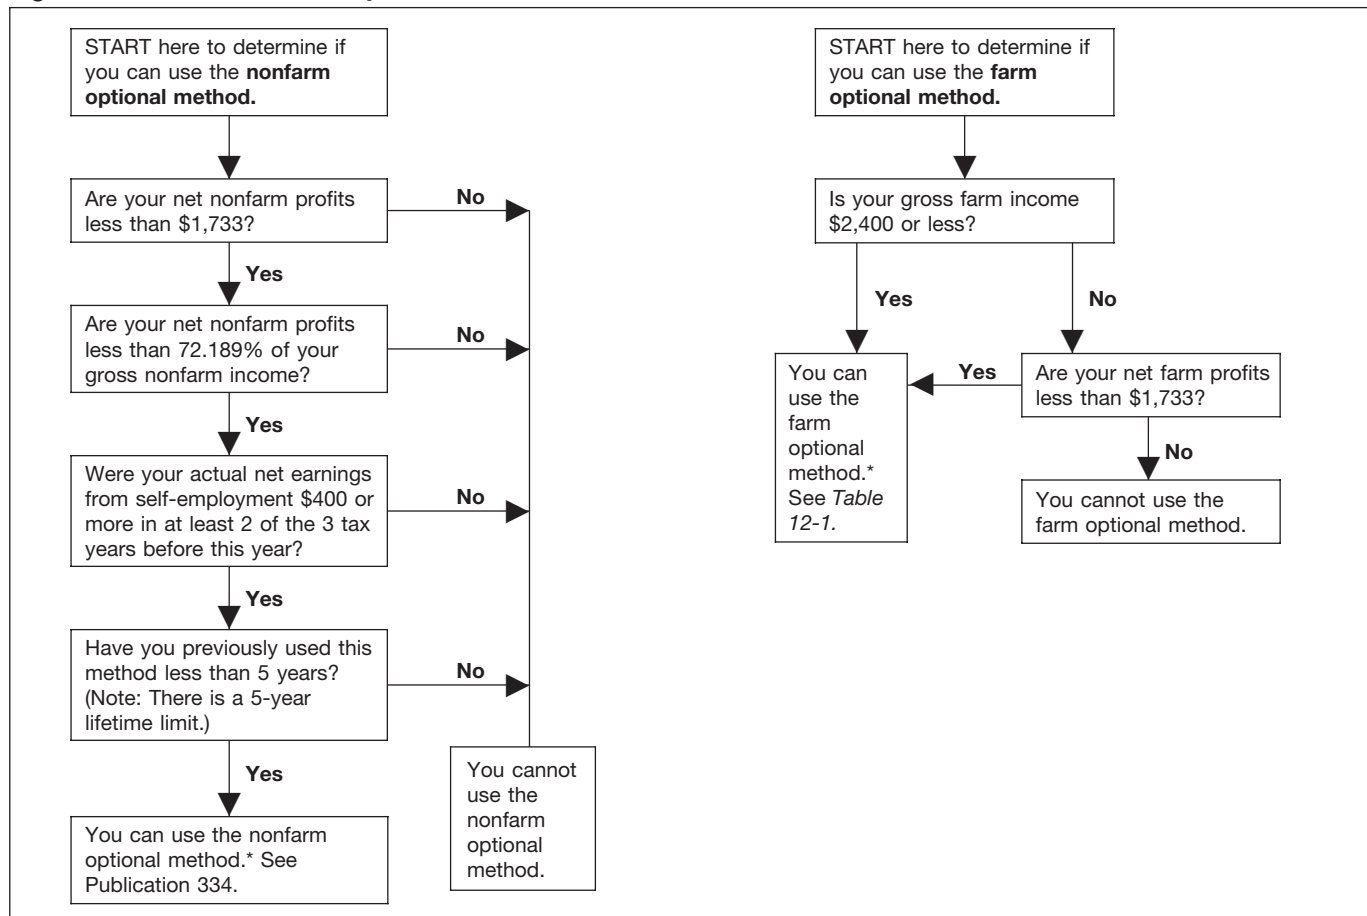 START here to determine if
you can use the nonfarm
optional method.
Are your net nonfarm profits
less than $1,733?
No
Yes
Are your net nonfarm profits
less than 72.189% of your
gross nonfarm income?
No
Yes
Were your actual net earnings
from self-employment $400 or
more in at least 2 of the 3 tax
years before this year?
No
Yes
Have you previously used this
method less than 5 years?
(Note: There is a 5-year
lifetime limit.)
No
Yes
You can use the nonfarm
optional method.* See
Publication 334.
You cannot
use the
nonfarm
optional
method.
START here to determine if
you can use the farm
optional method.
Is your gross farm income
$2,400 or less?
Yes
No
You can
use the
farm
optional
method.*
See Table
12-1.
Yes
Are your net farm profits
less than $1,733?
No
You cannot use the
farm optional method.